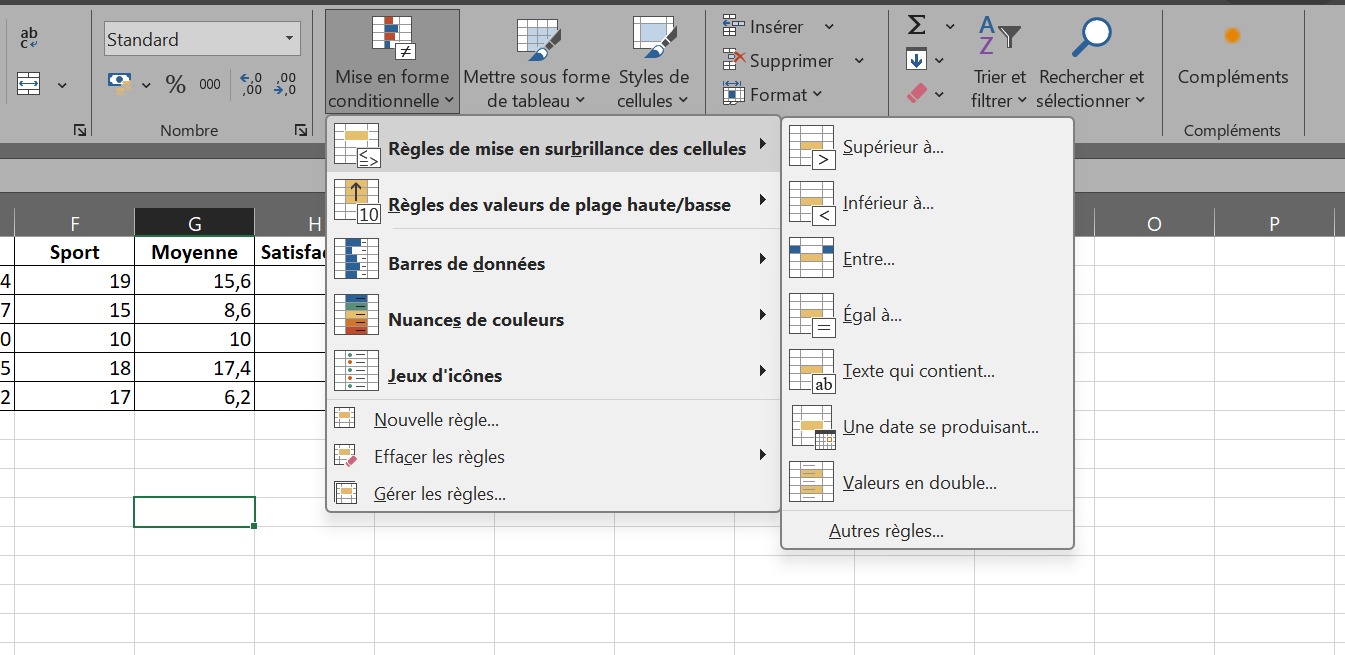 ab
c
Standard
% 000
,0
,00
,00
,0
Nombre
≠
Mise en forme
conditionnelle
Mettre sous forme
de tableau
Styles de
cellules
Insérer
Supprimer
Format
Σ
A
Z
Trier et
filtrer
Rechercher et
sélectionner
Compléments
Compléments
≤
>
Règles de mise en surbrillance des cellules
10
Règles des valeurs de plage haute/basse
Barres de données
Nuances de couleurs
Jeux d'icônes
Nouvelle règle...
Effacer les règles
Gérer les règles...
>
Supérieur à...
<
Inférieur à...
Entre...
=
Égal à...
ab
Texte qui contient...
Une date se produisant...
Valeurs en double...
Autres règles...
F G H O P
Sport Moyenne Satisfac
4 19 15,6
7 15 8,6
0 10 10
5 18 17,4
2 17 6,2